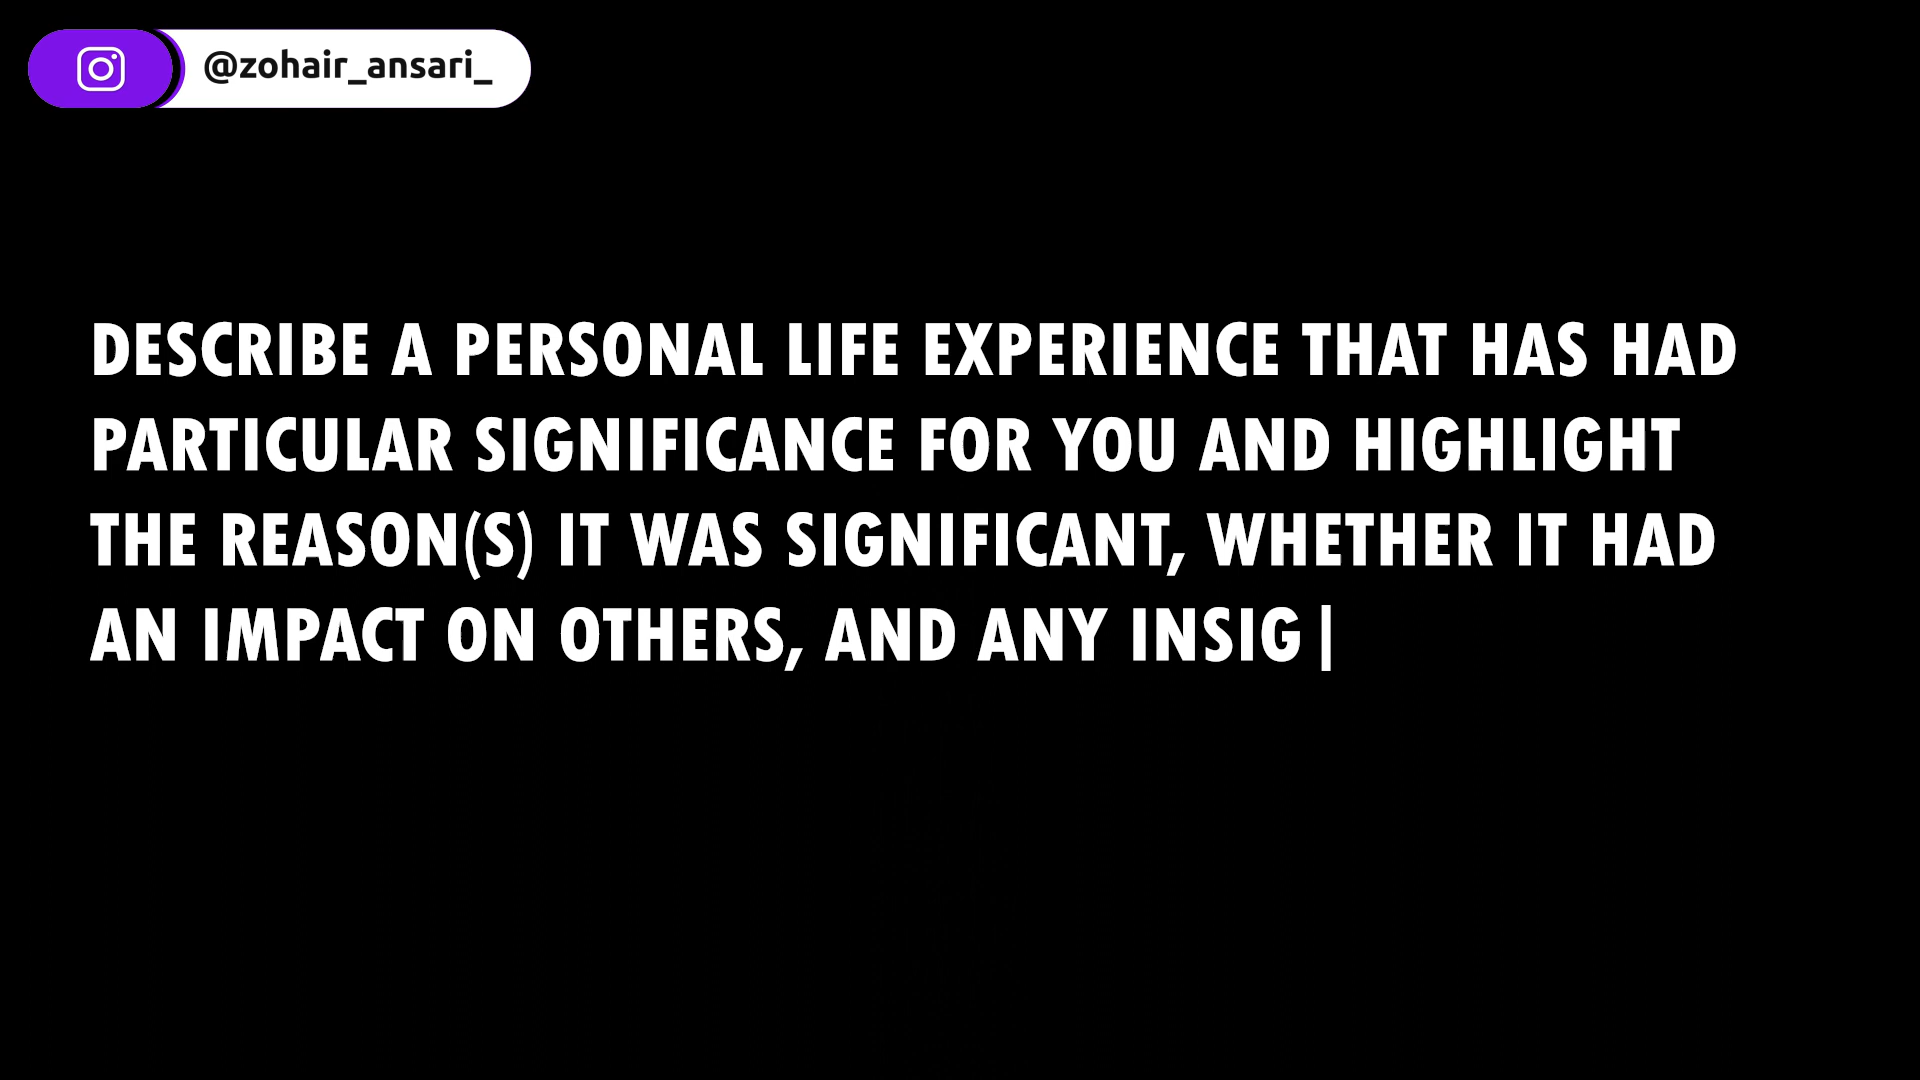 @zohair_ansari_
DESCRIBE A PERSONAL LIFE EXPERIENCE THAT HAS HAD
PARTICULAR SIGNIFICANCE FOR YOU AND HIGHLIGHT
THE REASON(S) IT WAS SIGNIFICANT, WHETHER IT HAD
AN IMPACT ON OTHERS, AND ANY INSIG|